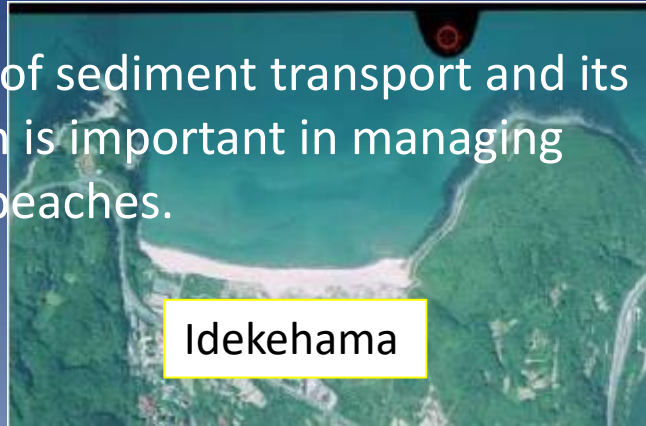 of sediment transport and its
is important in managing
beaches.
Idekehama